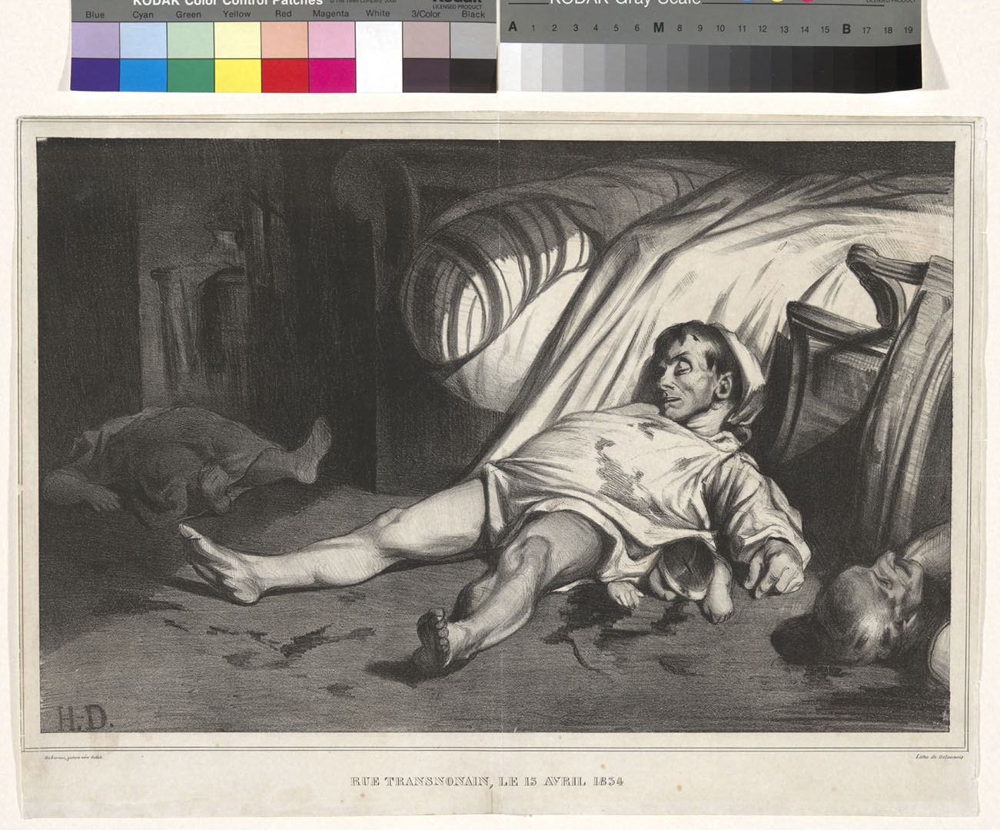 KODAK Color Control Patches
LICENSED PRODUCT
Blue Cyan Green Yellow Red Magenta White 3/Color Black
KODAK Gray Scale
A 1 2 3 4 5 6 M 8 9 10 11 12 13 14 15 B 17 18 19
H.D.
Lith. de Delaunois
RUE TRANSNONAIN, LE 15 AVRIL 1834